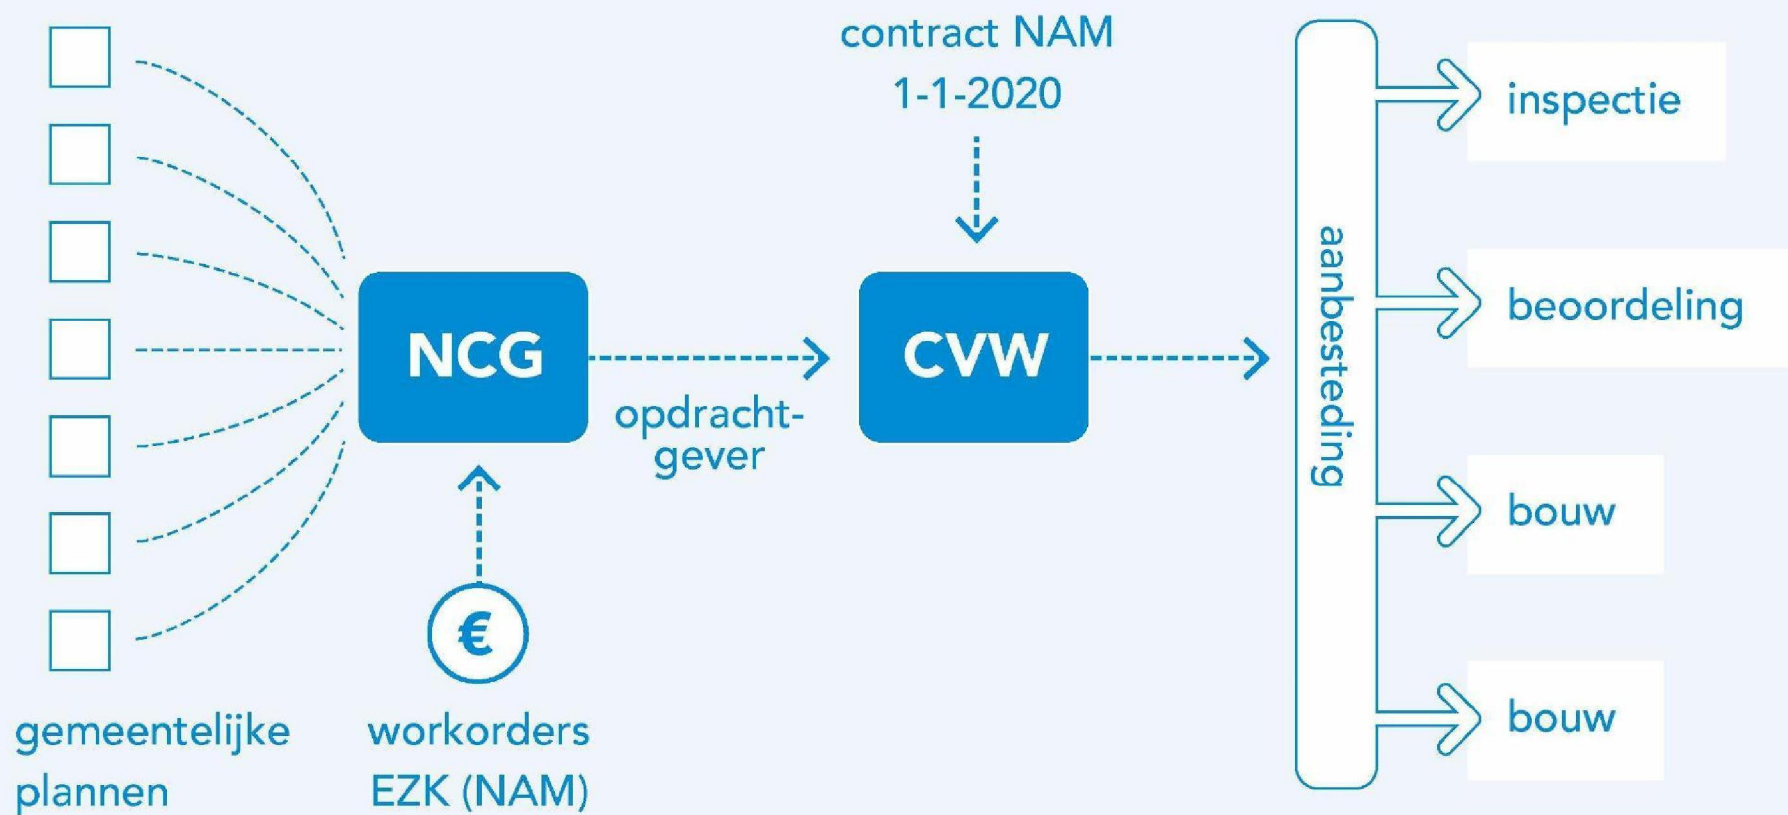 contract NAM
1-1-2020
inspectie
aanbesteding
beoordeling
NCG
CVW
opdracht-
gever
bouw
€
bouw
gemeentelijke
plannen
workorders
EZK (NAM)